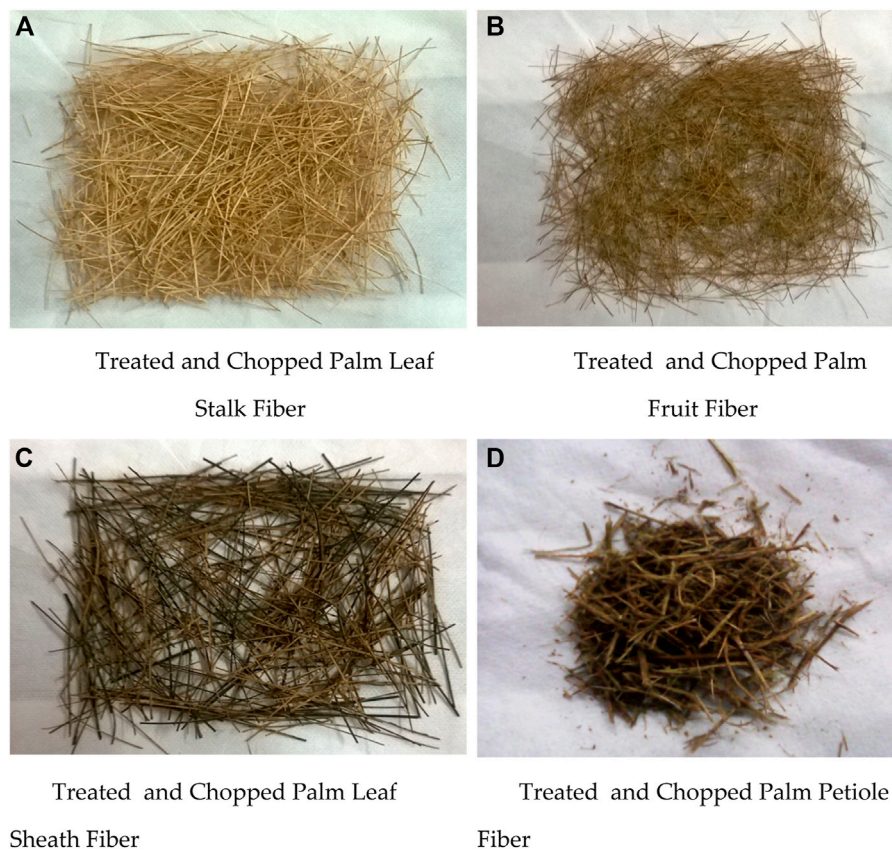 A
B
Treated and Chopped Palm Leaf
Stalk Fiber
Treated and Chopped Palm
Fruit Fiber
C
D
Treated and Chopped Palm Leaf
Sheath Fiber
Treated and Chopped Palm Petiole
Fiber